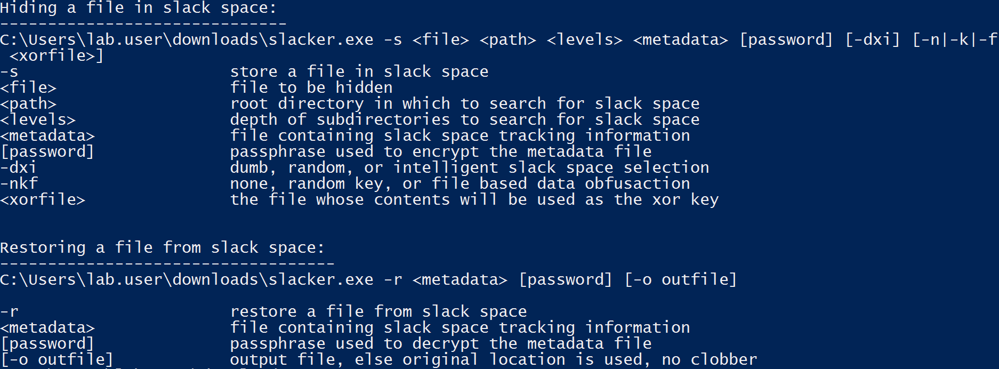 Hiding a file in slack space:
------------------------------
C:\Users\lab.user\downloads\slacker.exe -s <file> <path> <levels> <metadata> [password] [-dxi] [-n|-k|-f
 <xorfile>]
-s                      store a file in slack space
<file>                  file to be hidden
<path>                  root directory in which to search for slack space
<levels>                depth of subdirectories to search for slack space
<metadata>              file containing slack space tracking information
[password]              passphrase used to encrypt the metadata file
-dxi                    dumb, random, or intelligent slack space selection
-nkf                    none, random key, or file based data obfusaction
<xorfile>               the file whose contents will be used as the xor key
Restoring a file from slack space:
-----------------------------------
C:\Users\lab.user\downloads\slacker.exe -r <metadata> [password] [-o outfile]
-r                      restore a file from slack space
<metadata>              file containing slack space tracking information
[password]              passphrase used to decrypt the metadata file
[-o outfile]            output file, else original location is used, no clobber